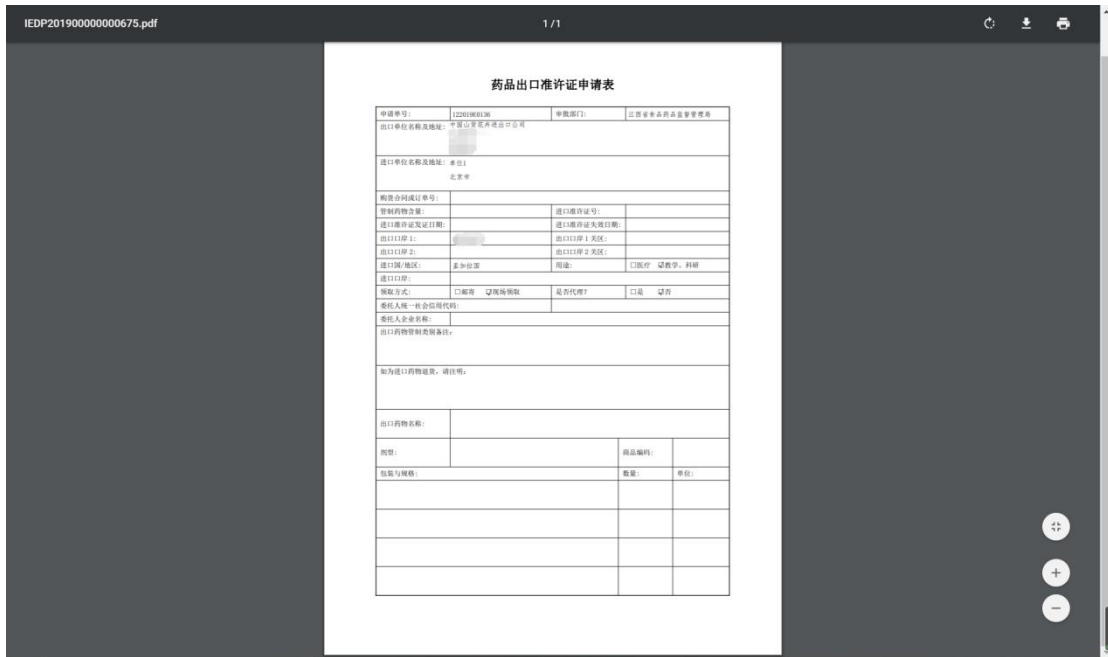 IEDP201900000000675.pdf
1 / 1
药品出口准许证申请表
申请单号: 12201900136 审批部门: 江西省食品药品监督管理局
出口单位名称及地址: 中国山货花卉进出口公司
进口单位名称及地址: 单位1
北京市
购货合同或订单号:
管制药物含量: 进口准许证号:
进口准许证发证日期: 进口准许证失效日期:
出口口岸 1: 出口口岸 1 关区:
出口口岸 2: 出口口岸 2 关区:
进口国/地区: 孟加拉国 用途: □医疗 ☑教学、科研
进口口岸:
领取方式: □邮寄 ☑现场领取 是否代理? □是 ☑否
委托人统一社会信用代码:
委托人企业名称:
出口药物管制类别备注:
如为进口药物退货，请注明:
出口药物名称:
剂型: 商品编码:
包装与规格: 数量: 单位: